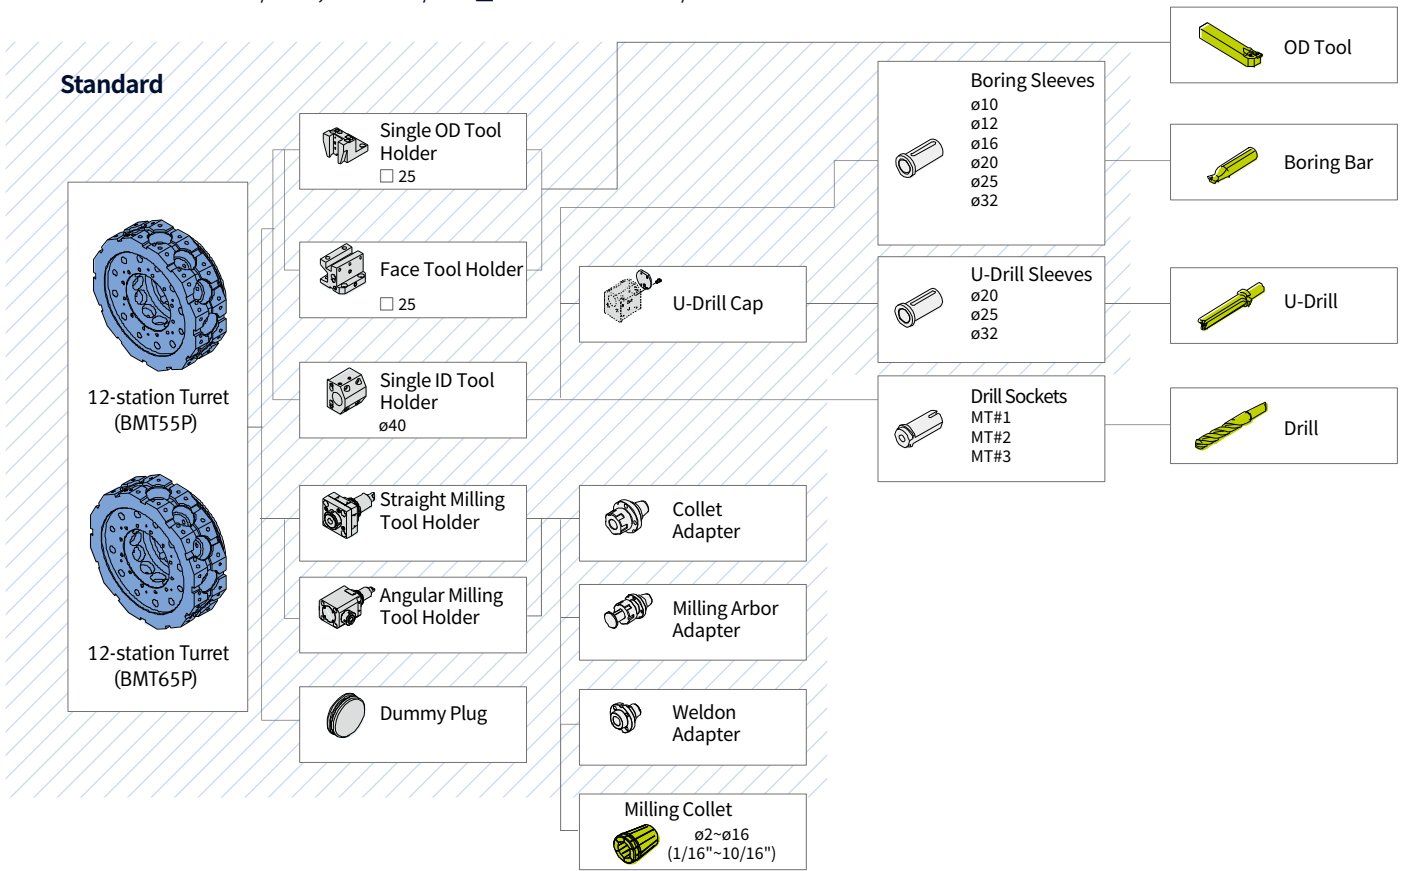 Standard
12-station Turret
(BMT55P)
12-station Turret
(BMT65P)
Single OD Tool
Holder
□ 25
Face Tool Holder
□ 25
Single ID Tool
Holder
ø40
Straight Milling
Tool Holder
Angular Milling
Tool Holder
Dummy Plug
U-Drill Cap
Collet
Adapter
Milling Arbor
Adapter
Weldon
Adapter
Milling Collet
ø2~ø16
(1/16"~10/16")
Boring Sleeves
ø10
ø12
ø16
ø20
ø25
ø32
U-Drill Sleeves
ø20
ø25
ø32
Drill Sockets
MT#1
MT#2
MT#3
OD Tool
Boring Bar
U-Drill
Drill